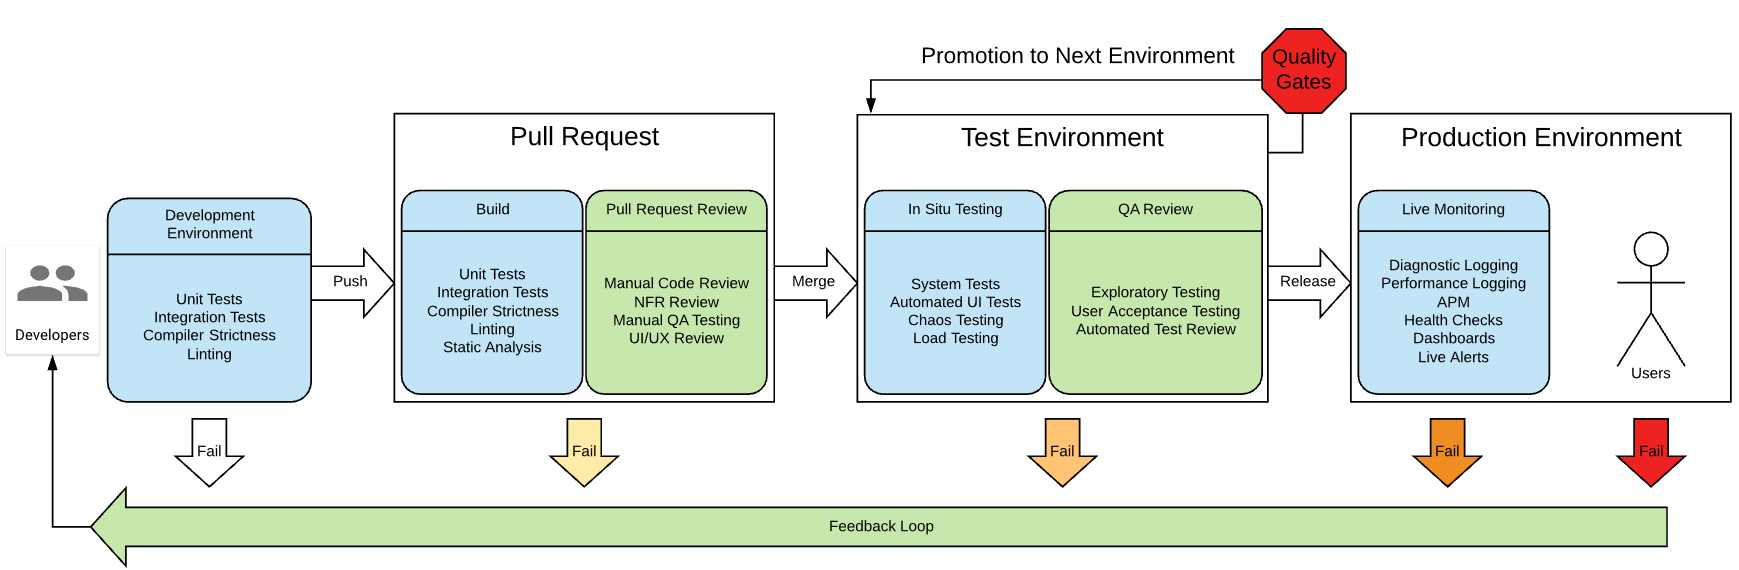 Promotion to Next Environment
Quality
Gates
Developers
Development
Environment
Unit Tests
Integration Tests
Compiler Strictness
Linting
Push
Pull Request
Build
Unit Tests
Integration Tests
Compiler Strictness
Linting
Static Analysis
Pull Request Review
Manual Code Review
NFR Review
Manual QA Testing
UI/UX Review
Merge
Test Environment
In Situ Testing
System Tests
Automated UI Tests
Chaos Testing
Load Testing
QA Review
Exploratory Testing
User Acceptance Testing
Automated Test Review
Release
Production Environment
Live Monitoring
Diagnostic Logging
Performance Logging
APM
Health Checks
Dashboards
Live Alerts
Users
Fail
Fail
Fail
Fail
Fail
Feedback Loop